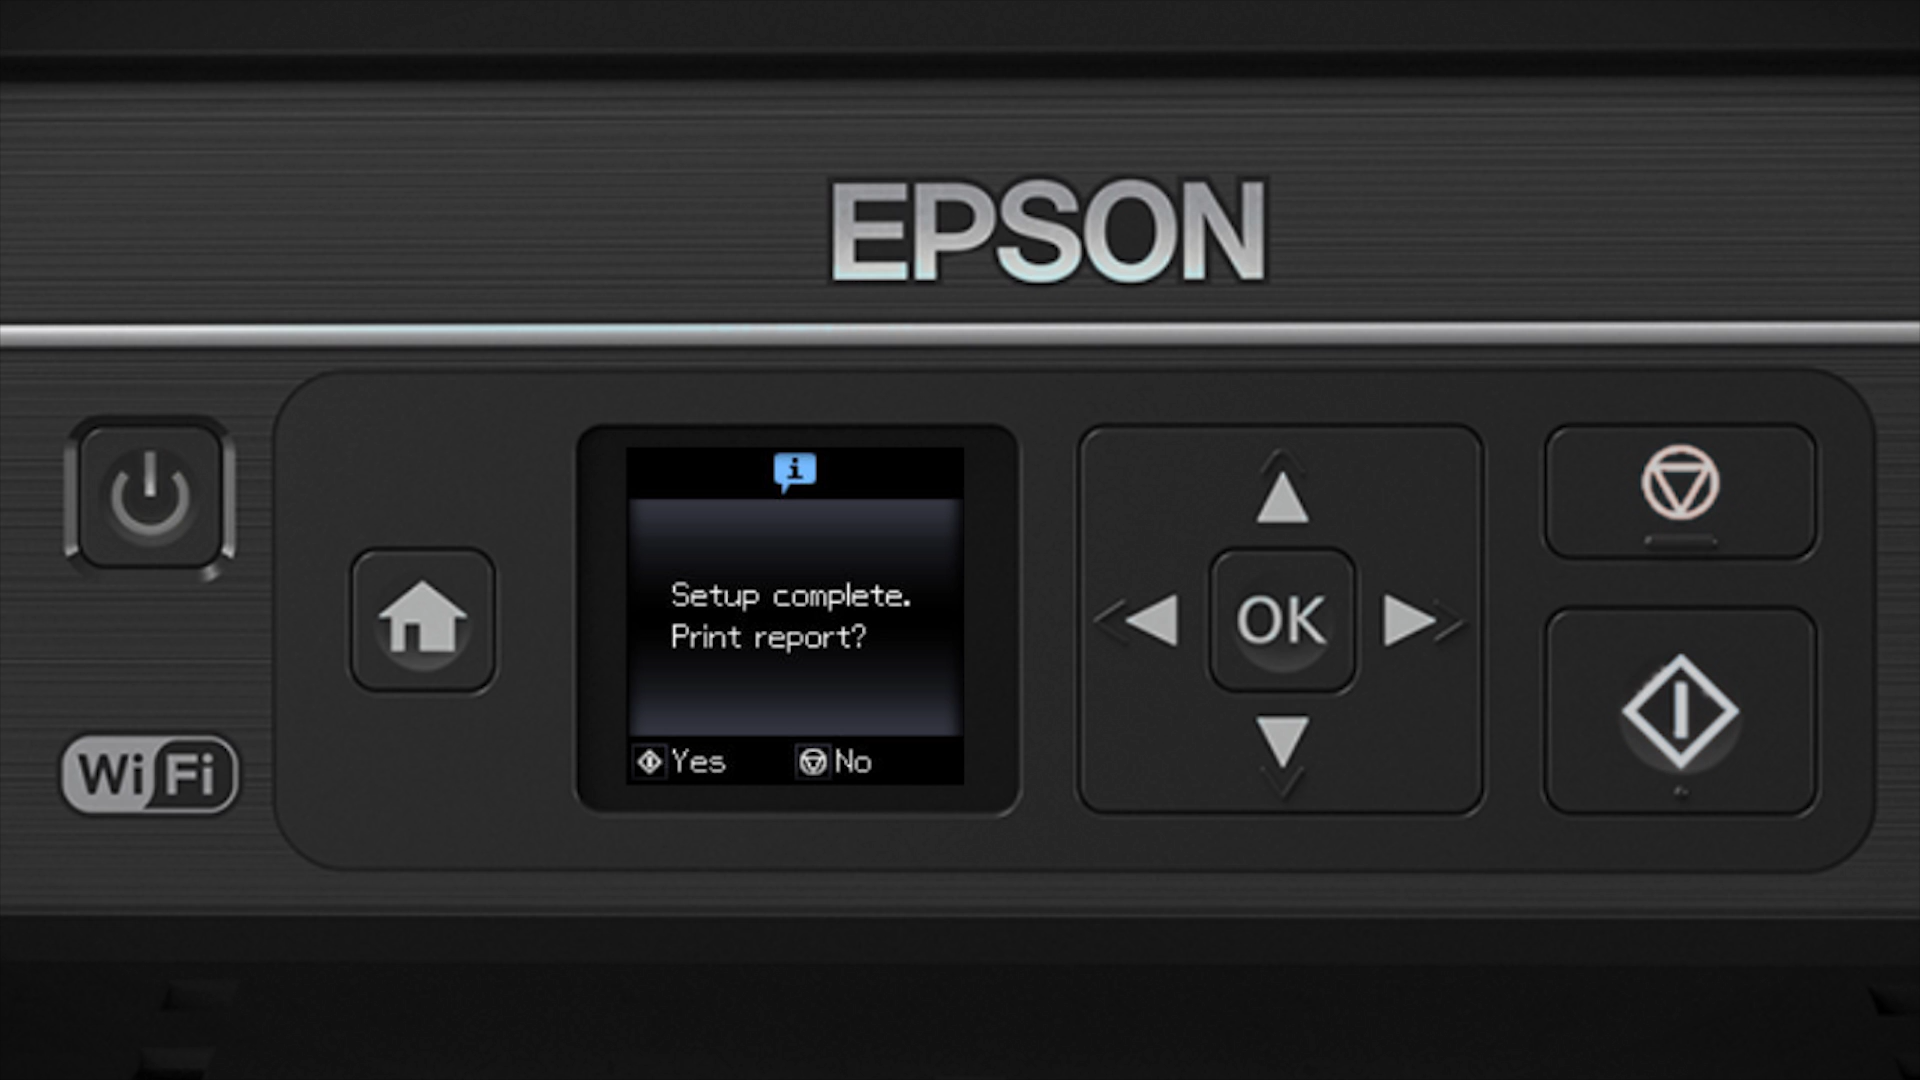 EPSON
Setup complete.
Print report?
Yes No
OK
WiFi